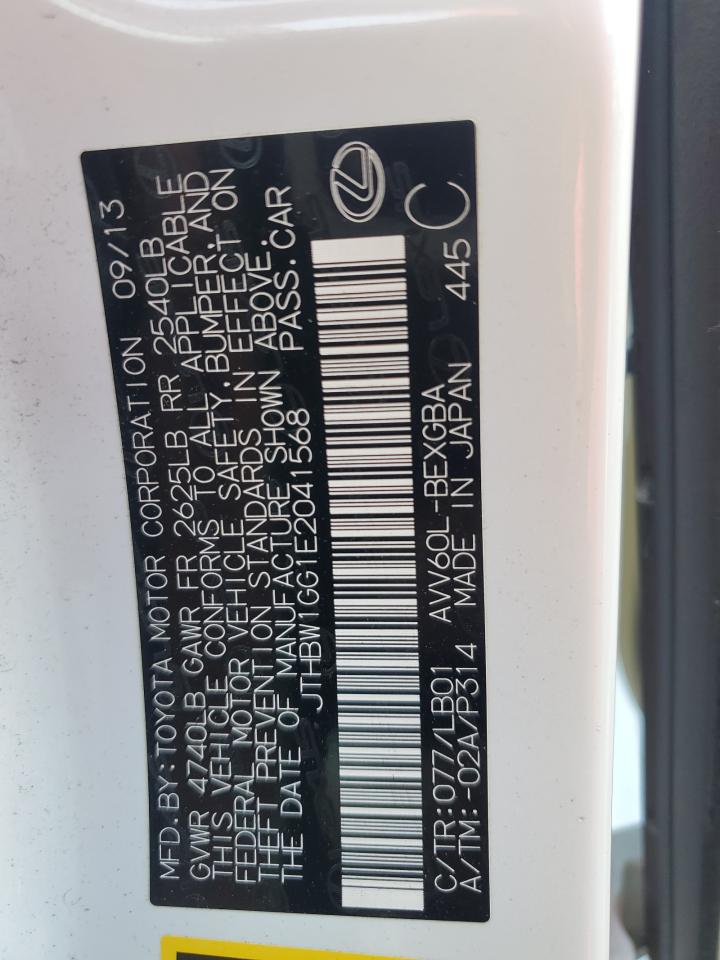 MFD.BY:TOYOTA MOTOR CORPORATION 09/13
GVWR 4740LB GAWR FR 2625LB RR 2540LB
THIS VEHICLE CONFORMS TO ALL APPLICABLE
FEDERAL MOTOR VEHICLE SAFETY,BUMPER,AND
THEFT PREVENTION STANDARDS IN EFFECT ON
THE DATE OF MANUFACTURE SHOWN ABOVE.
JTHBW1GG1E2041568 PASS.CAR
C/TR:077/LB01 AVV60L-BEXGBA 445 C
A/TM:-02A/P314 MADE IN JAPAN